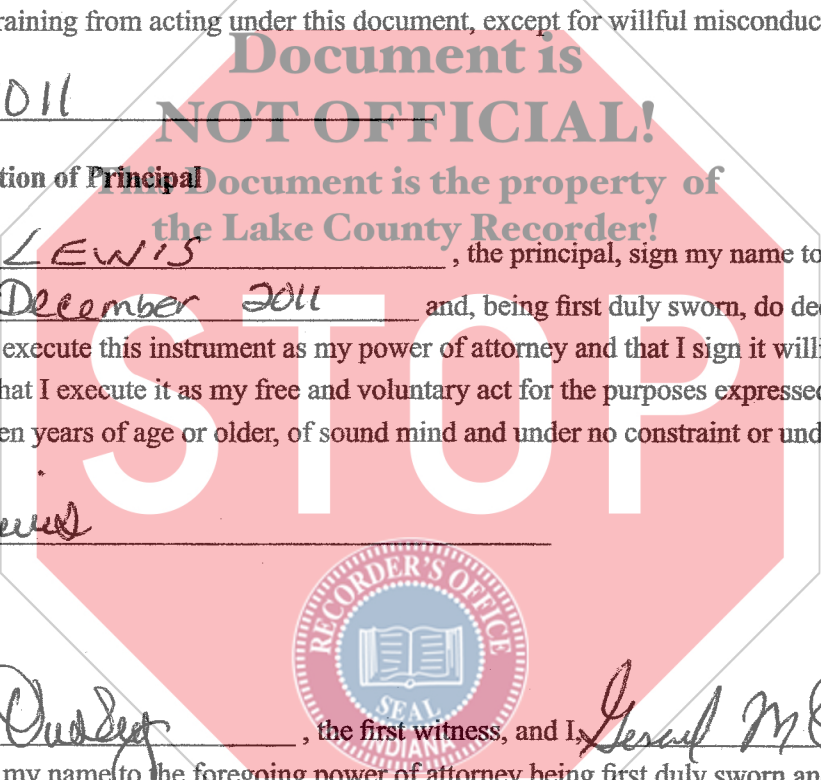 raining from acting under this document, except for willful misconduc
Document is
011
NOT OFFICIAL!
tion of Principal
This Document is the property of
the Lake County Recorder!
LEWIS , the principal, sign my name to
December 2011 and, being first duly sworn, do dec
execute this instrument as my power of attorney and that I sign it willi
hat I execute it as my free and voluntary act for the purposes expressed
en years of age or older, of sound mind and under no constraint or und
STOP
RECORDER'S OFFICE
SEAL
INDIANA
, the first witness, and I, Gerard M
my name to the foregoing power of attorney being first duly sworn an